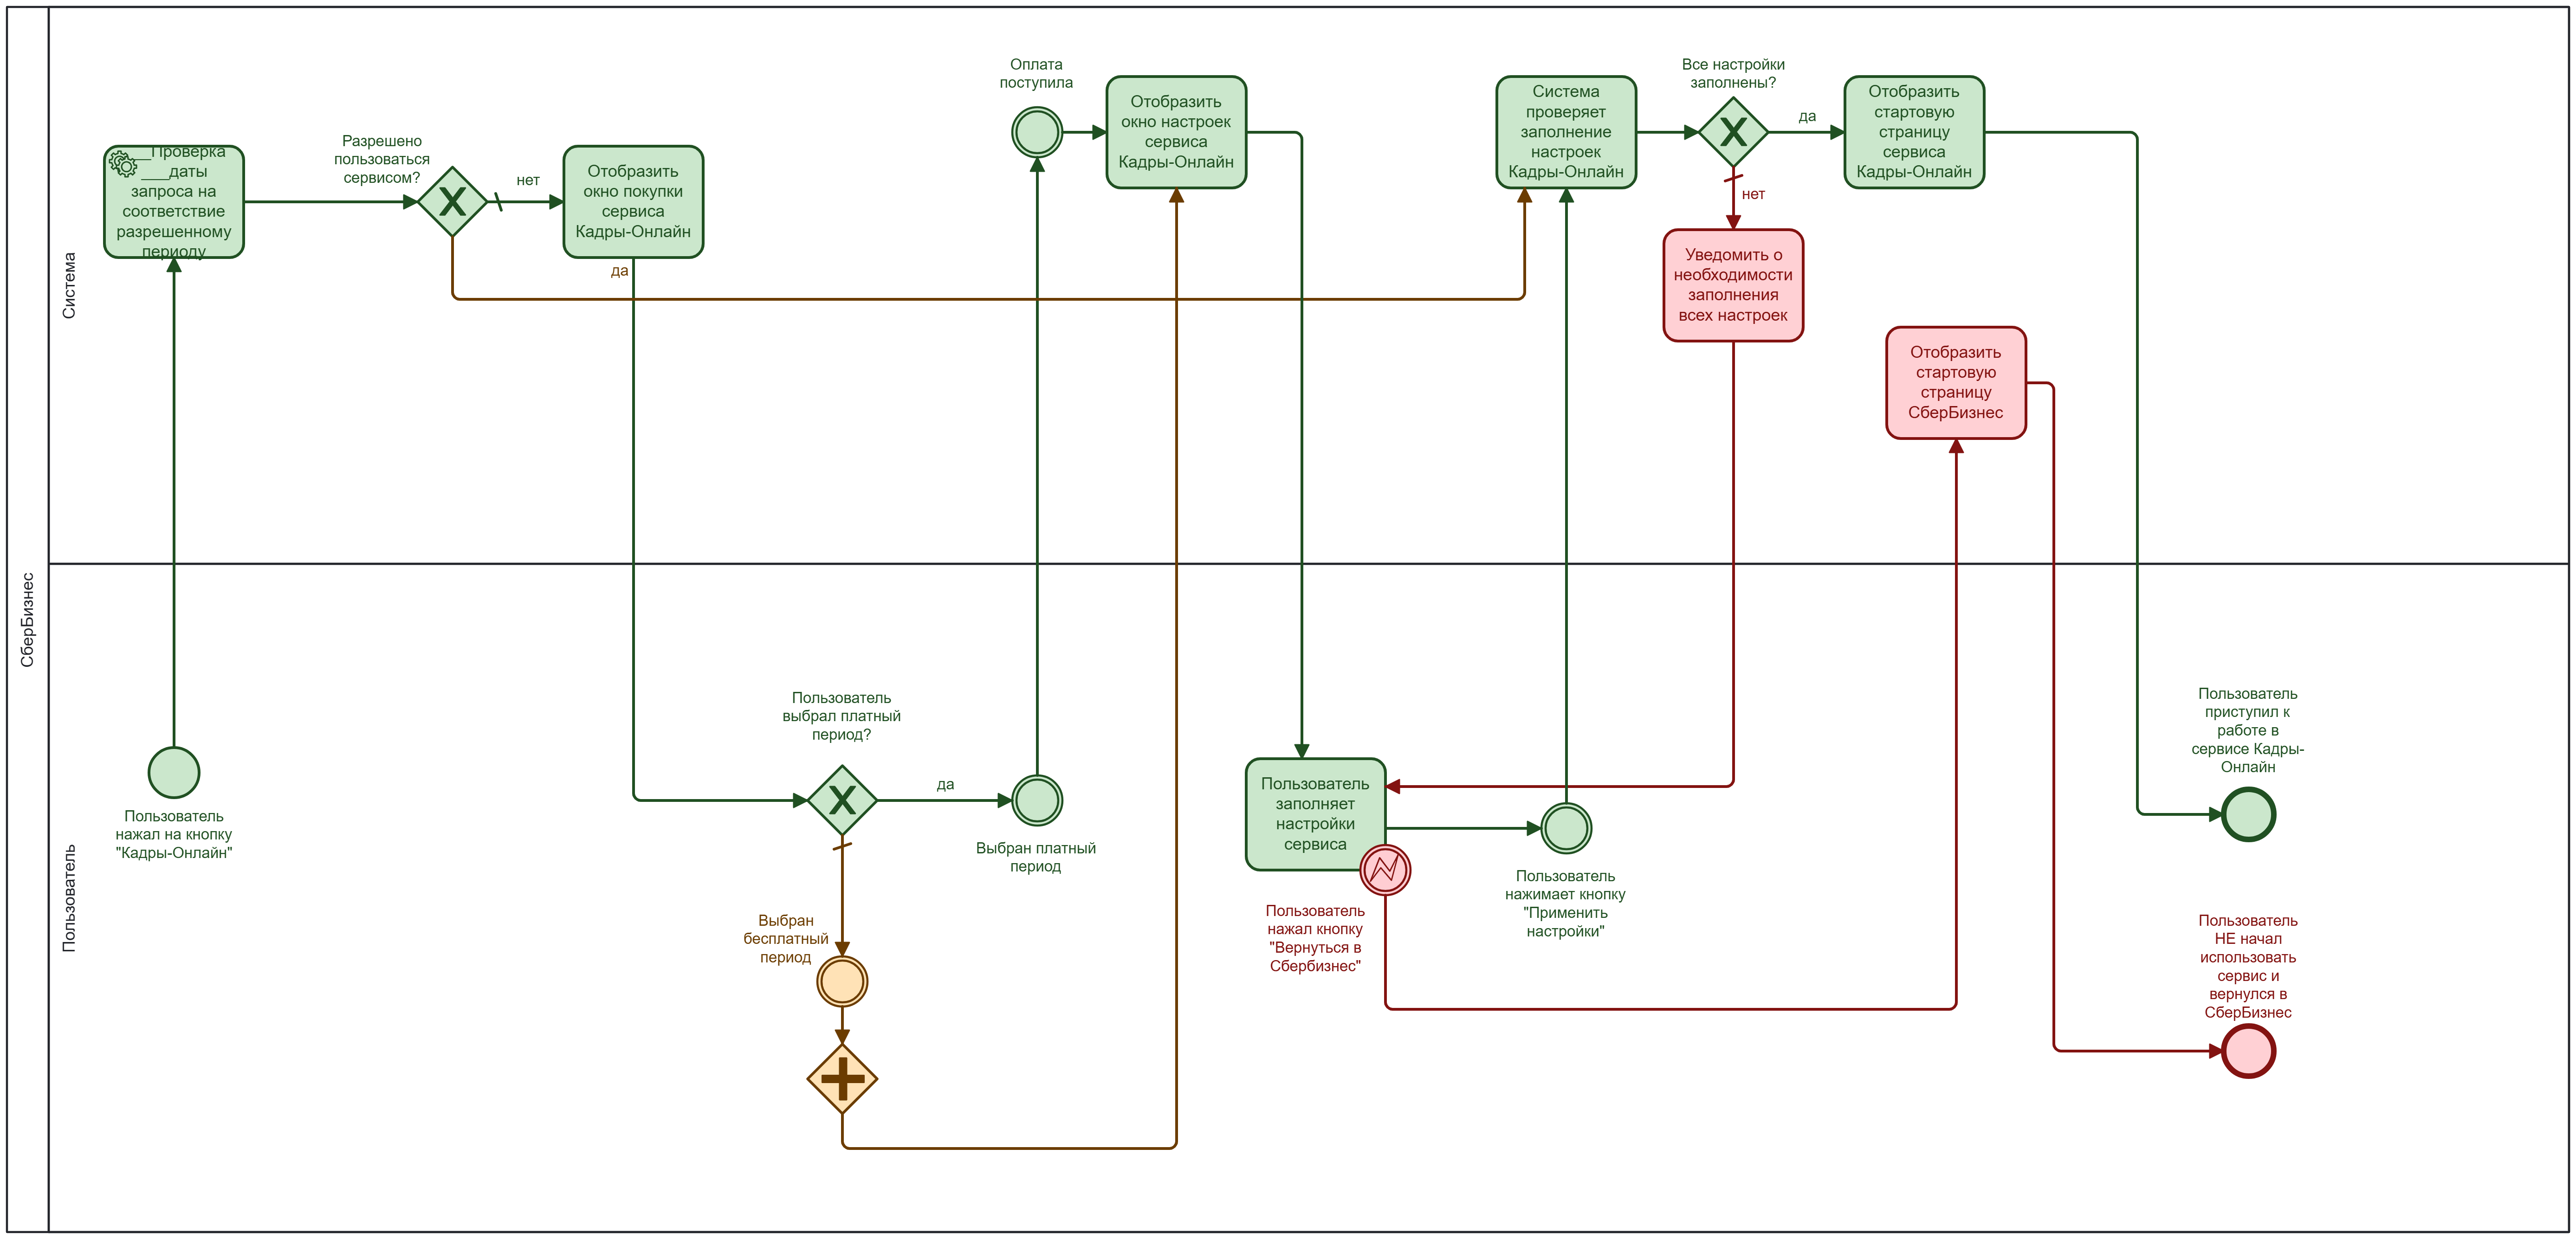 СберБизнес
Система
Пользователь
__Проверка
___даты
запроса на
соответствие
разрешенному
периоду
Разрешено
пользоваться
сервисом?
нет
да
Отобразить
окно покупки
сервиса
Кадры-Онлайн
Оплата
поступила
Отобразить
окно настроек
сервиса
Кадры-Онлайн
Система
проверяет
заполнение
настроек
Кадры-Онлайн
Все настройки
заполнены?
да
нет
Отобразить
стартовую
страницу
сервиса
Кадры-Онлайн
Уведомить о
необходимости
заполнения
всех настроек
Отобразить
стартовую
страницу
СберБизнес
Пользователь
нажал на кнопку
"Кадры-Онлайн"
Пользователь
выбрал платный
период?
да
Выбран платный
период
Выбран
бесплатный
период
Пользователь
заполняет
настройки
сервиса
Пользователь
нажал кнопку
"Вернуться в
Сбербизнес"
Пользователь
нажимает кнопку
"Применить
настройки"
Пользователь
приступил к
работе в
сервисе Кадры-
Онлайн
Пользователь
НЕ начал
использовать
сервис и
вернулся в
СберБизнес